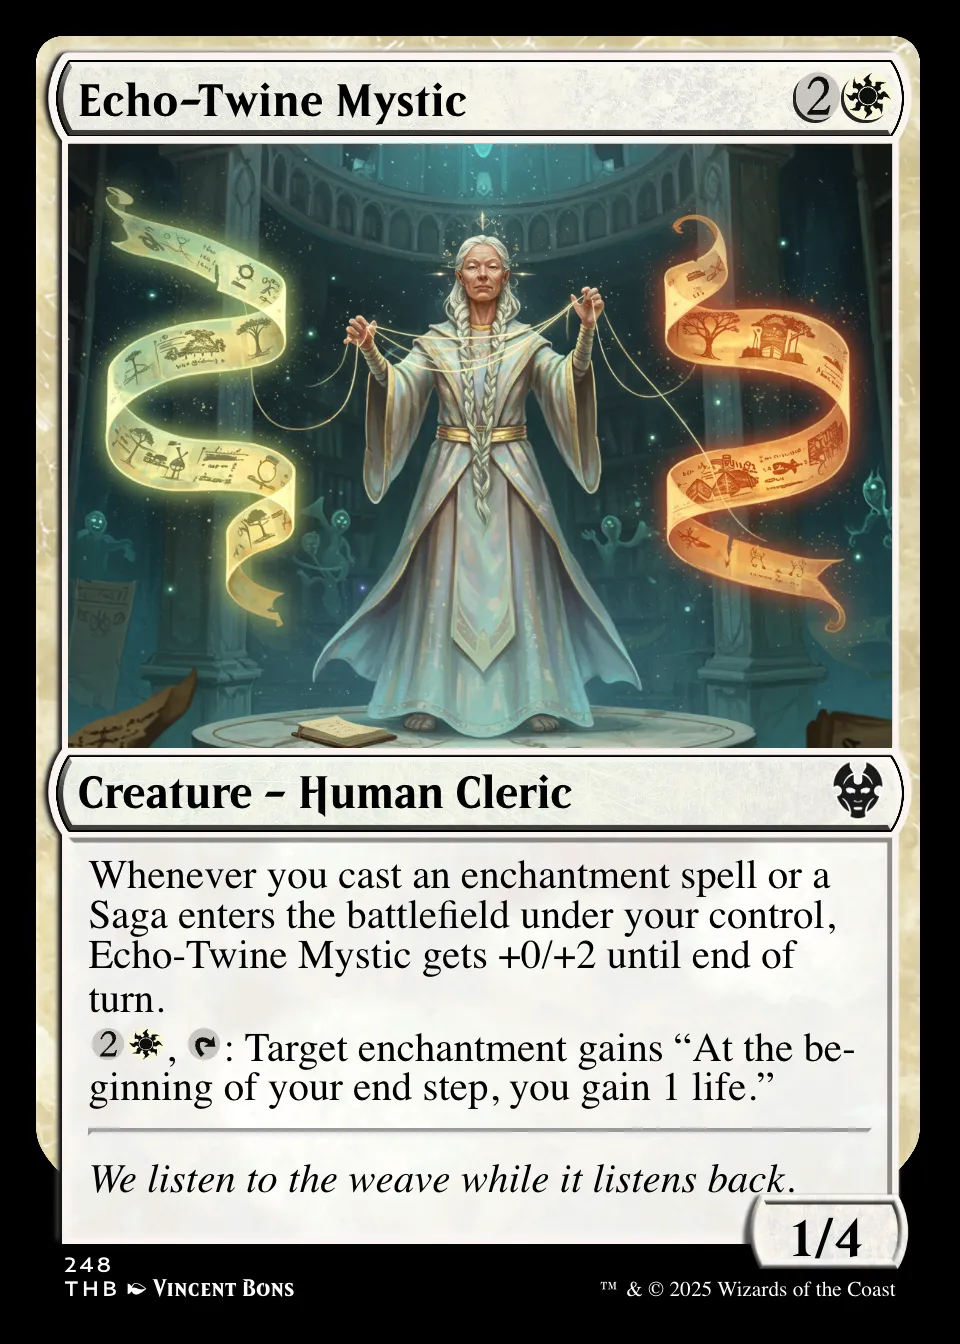 Echo-Twine Mystic 2
Creature – Human Cleric
Whenever you cast an enchantment spell or a
Saga enters the battlefield under your control,
Echo-Twine Mystic gets +0/+2 until end of
turn.
2 , : Target enchantment gains “At the be-
ginning of your end step, you gain 1 life.”
We listen to the weave while it listens back.
1/4
248
THB Vincent Bons
™ & © 2025 Wizards of the Coast